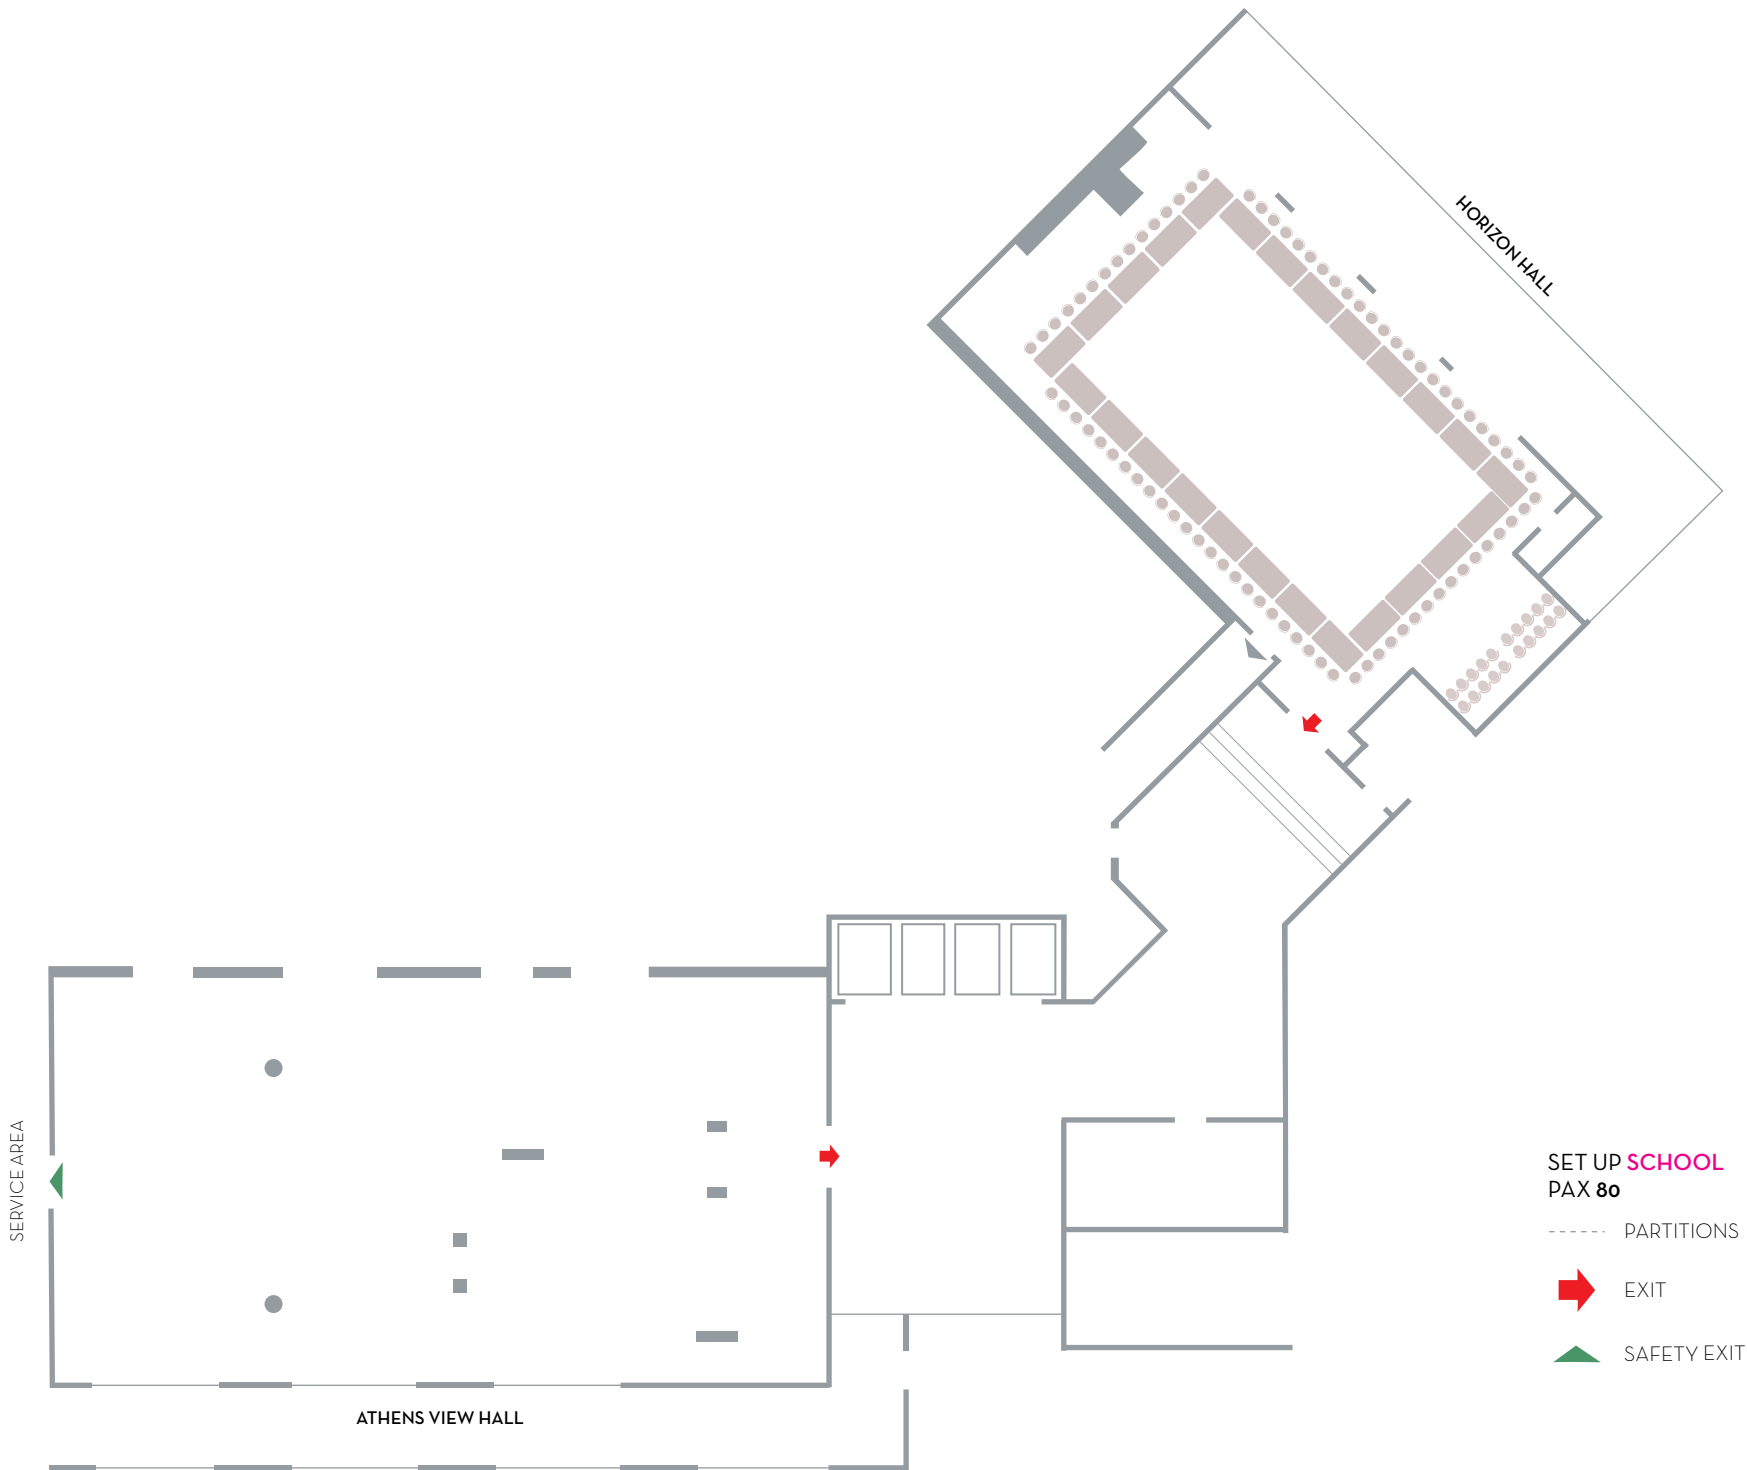 HORIZON HALL
SERVICE AREA
SET UP SCHOOL
PAX 80
PARTITIONS
EXIT
SAFETY EXIT
ATHENS VIEW HALL